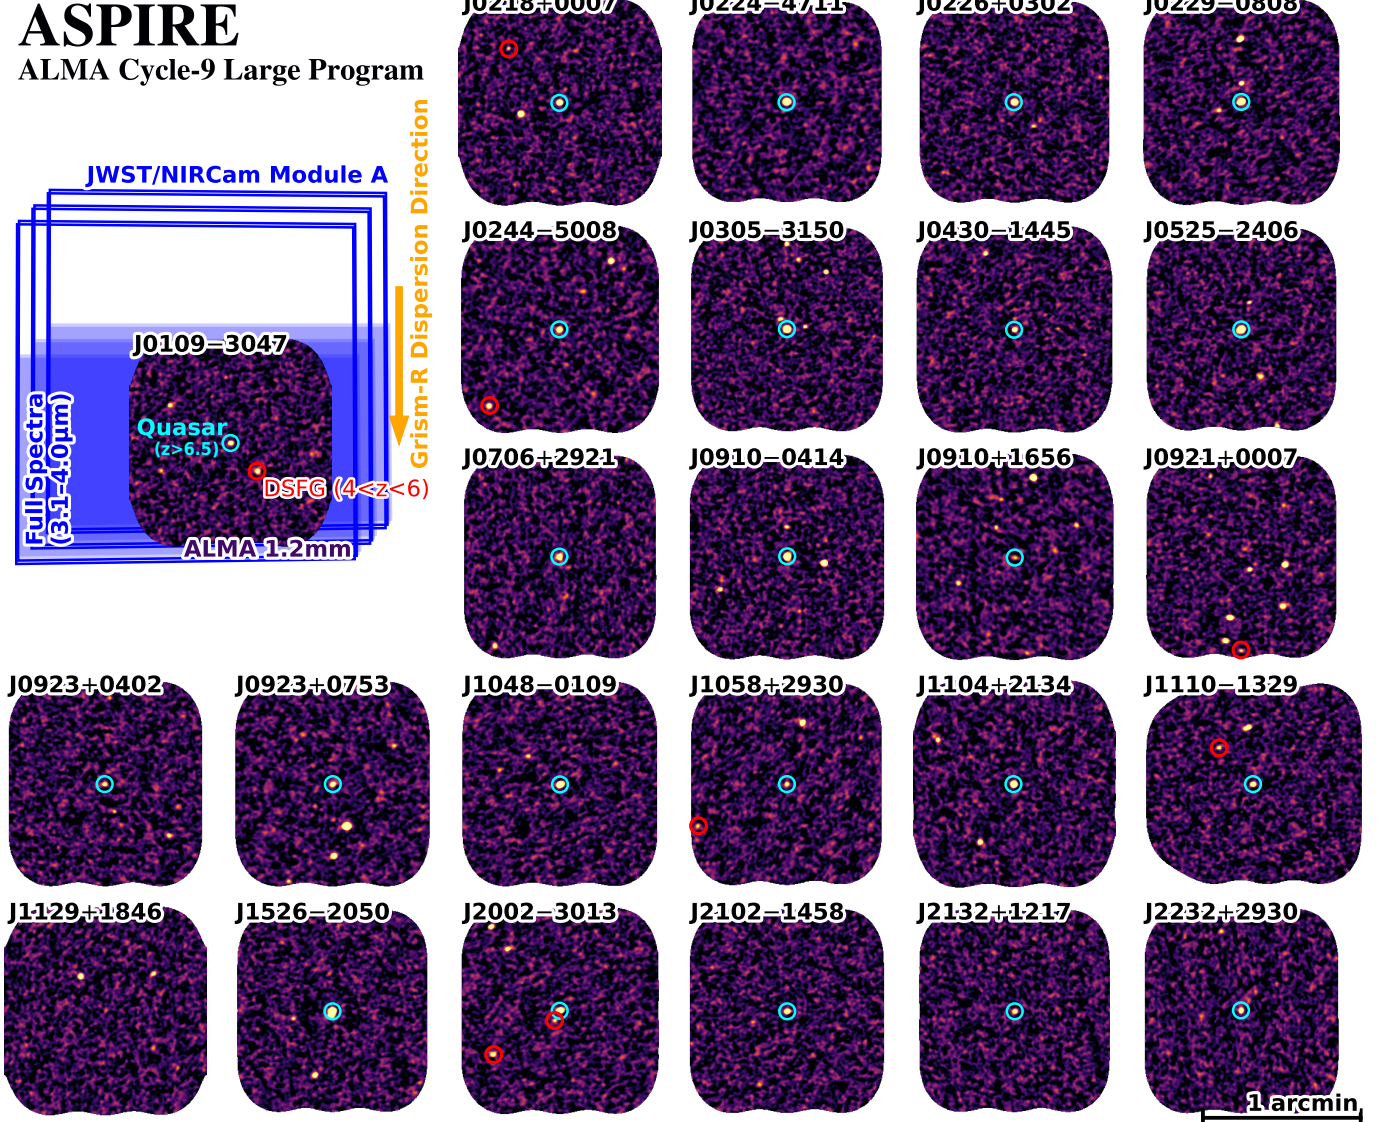 ASPIRE
ALMA Cycle-9 Large Program
J0218+0007
J0224−4711
J0226+0302
J0229−0808
JWST/NIRCam Module A
Grism-R Dispersion Direction
J0109−3047
Quasar
(z>6.5)
DSFG (4<z<6)
Full Spectra
(3.1-4.0μm)
ALMA 1.2mm
J0244−5008
J0305−3150
J0430−1445
J0525−2406
J0706+2921
J0910−0414
J0910+1656
J0921+0007
J0923+0402
J0923+0753
J1048−0109
J1058+2930
J1104+2134
J1110−1329
J1129+1846
J1526−2050
J2002−3013
J2102−1458
J2132+1217
J2232+2930
1 arcmin